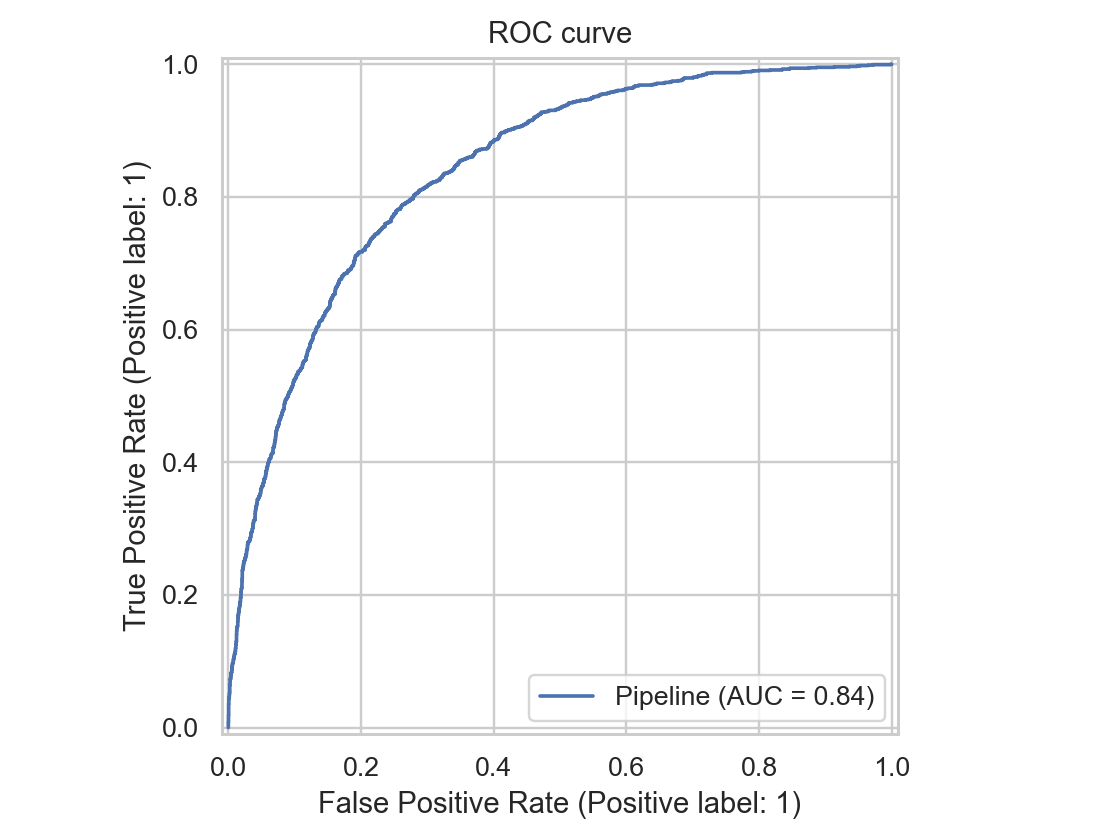 ROC curve
1.0
0.8
0.6
0.4
0.2
0.0
True Positive Rate (Positive label: 1)
Pipeline (AUC = 0.84)
0.0 0.2 0.4 0.6 0.8 1.0
False Positive Rate (Positive label: 1)